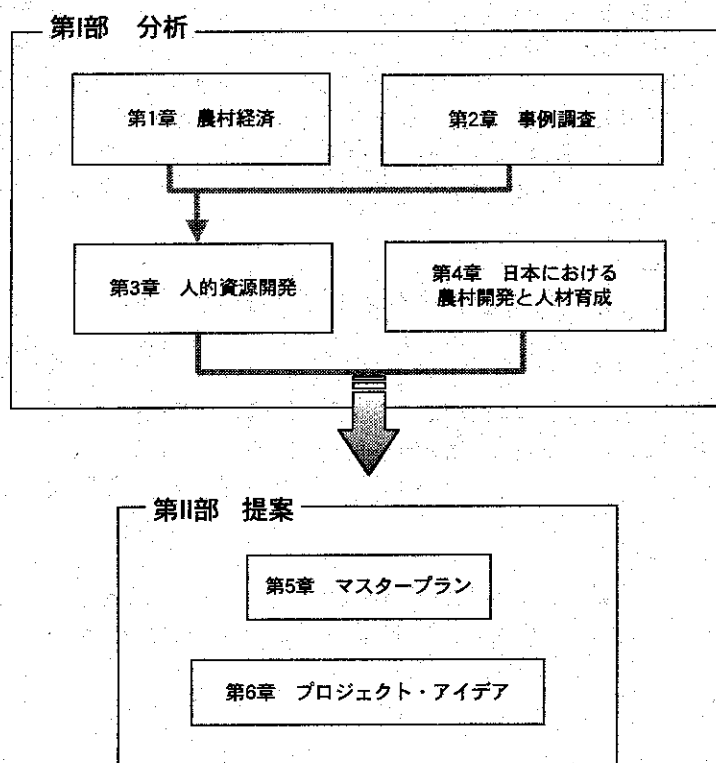 第I部 分析
第1章 農村経済
第2章 事例調査
第3章 人的資源開発
第4章 日本における
農村開発と人材育成
第II部 提案
第5章 マスタープラン
第6章 プロジェクト・アイデア